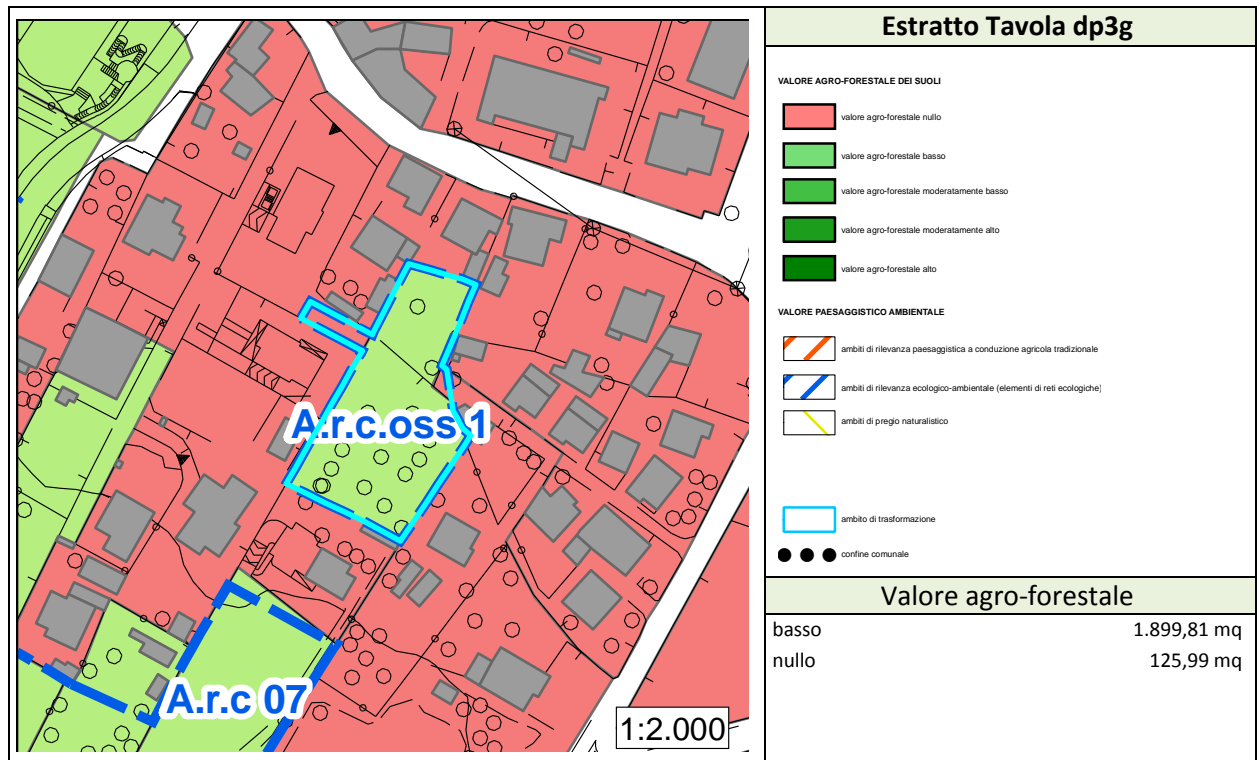 A.r.c.oss 1
A.r.c 07
1:2.000
Estratto Tavola dp3g
VALORE AGRO-FORESTALE DEI SUOLI
valore agro-forestale nullo
valore agro-forestale basso
valore agro-forestale moderatamente basso
valore agro-forestale moderatamente alto
valore agro-forestale alto
VALORE PAESAGGISTICO AMBIENTALE
ambiti di rilevanza paesaggistica a conduzione agricola tradizionale
ambiti di rilevanza ecologico-ambientale (elementi di reti ecologiche)
ambiti di pregio naturalistico
ambito di trasformazione
confine comunale
Valore agro-forestale
basso 1.899,81 mq
nullo 125,99 mq